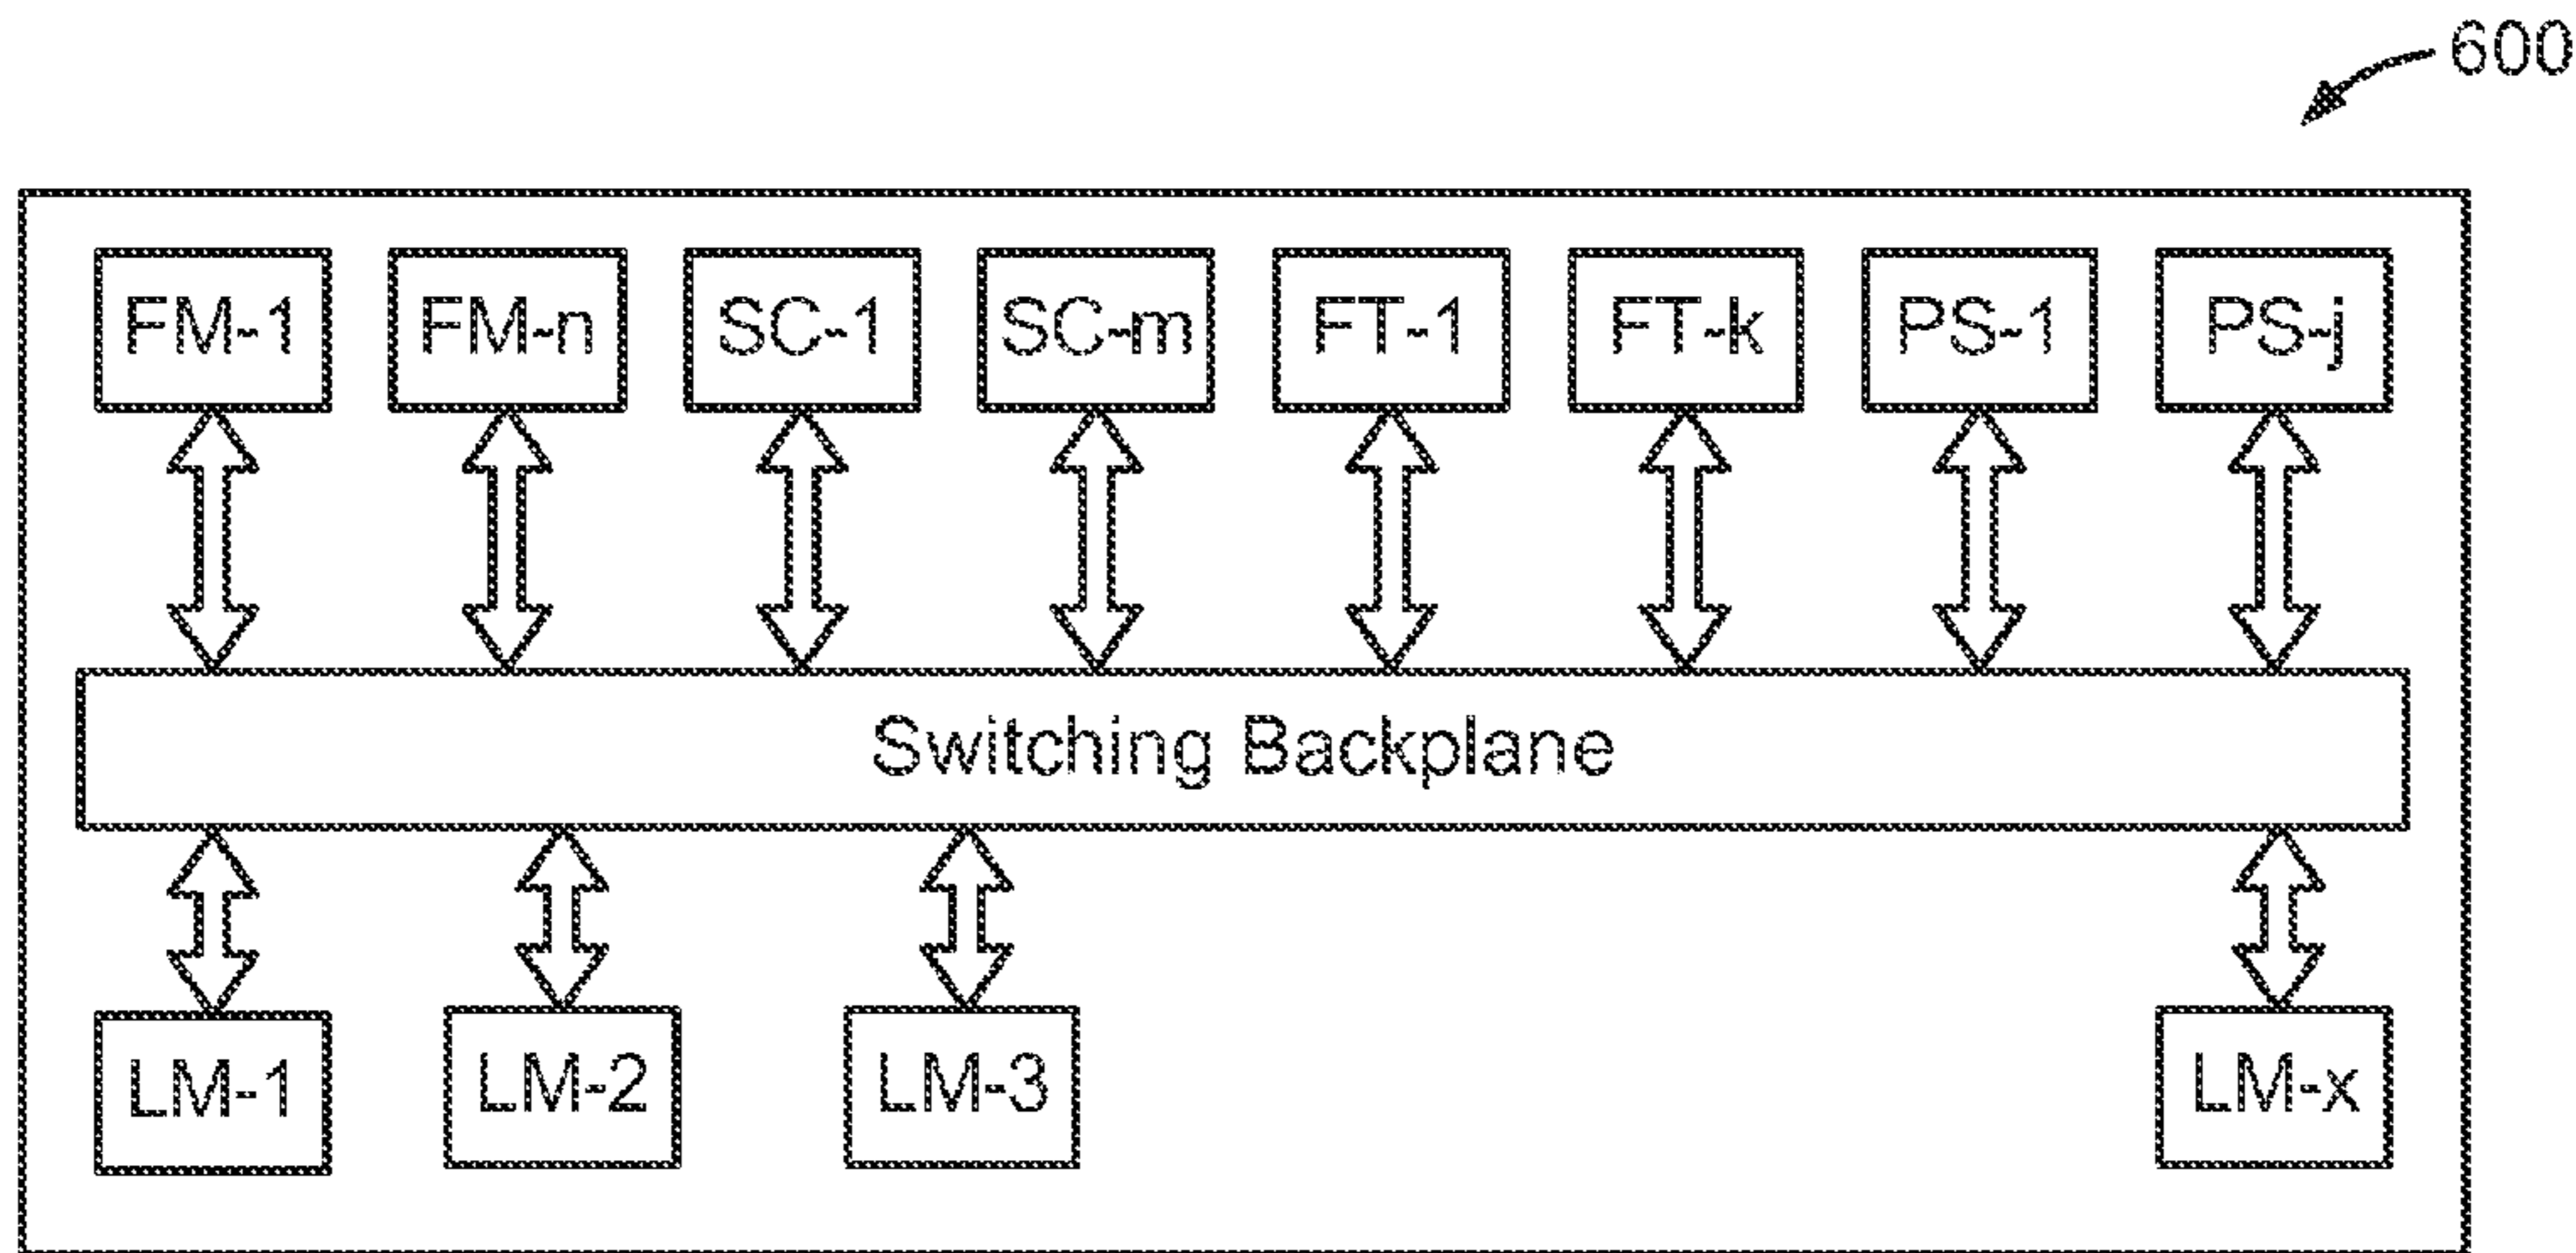 600
FM-1 FM-n SC-1 SC-m FT-1 FT-k PS-1 PS-j
Switching Backplane
LM-1 LM-2 LM-3 LM-x